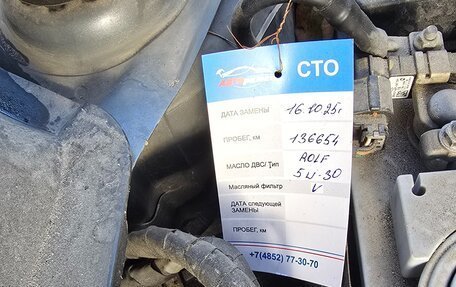 СТО
ДАТА ЗАМЕНЫ 16.10.25г
ПРОБЕГ, км 136654
МАСЛО ДВС/ Тип ROLF 5W-30
Масляный фильтр V
ДАТА следующей
ЗАМЕНЫ
ПРОБЕГ, км
+7(4852) 77-30-70